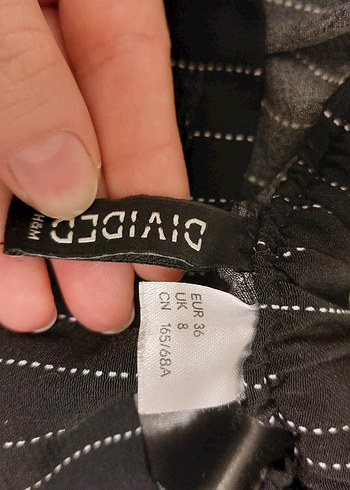 DIVIDED
H&M
EUR 36
UK 8
CN 165/68A